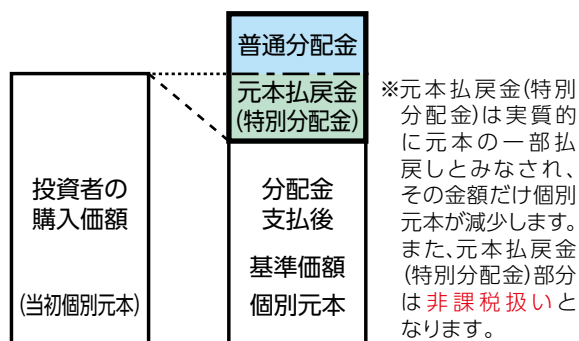 普通分配金
元本払戻金
(特別分配金)
投資者の
購入価額
(当初個別元本)
分配金
支払後
基準価額
個別元本
※元本払戻金(特別
分配金)は実質的
に元本の一部払
戻しとみなされ、
その金額だけ個別
元本が減少します。
また、元本払戻金
(特別分配金)部分
は非課税扱いと
なります。